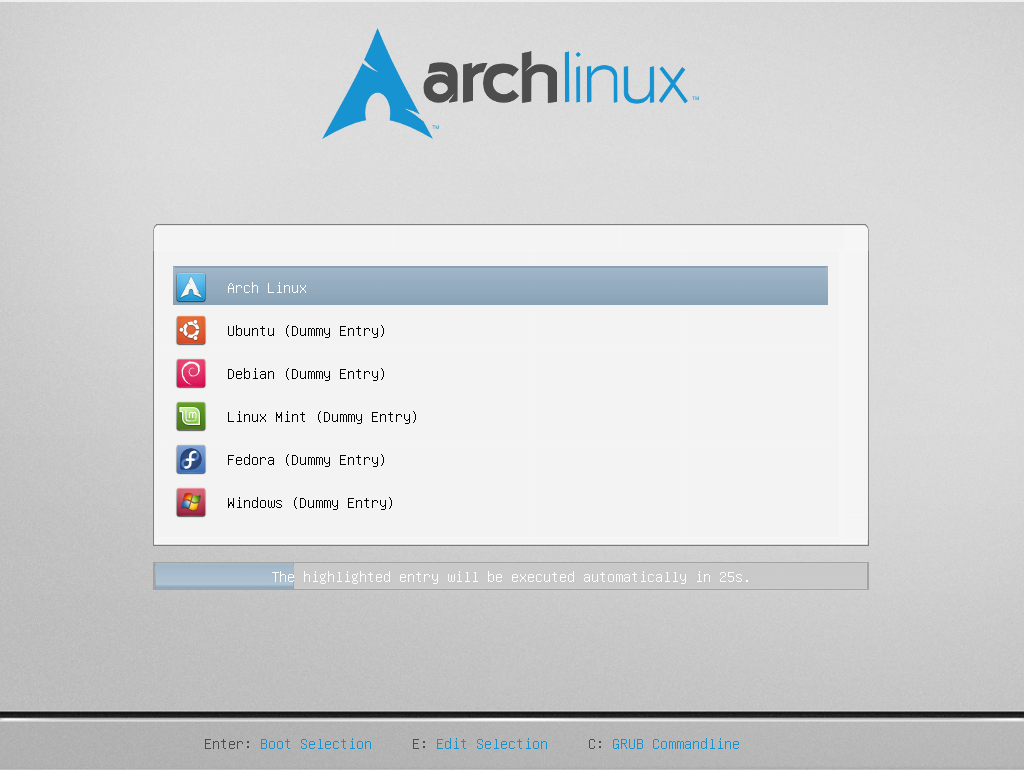 archlinux™
™
Arch Linux
Ubuntu (Dummy Entry)
Debian (Dummy Entry)
Linux Mint (Dummy Entry)
Fedora (Dummy Entry)
Windows (Dummy Entry)
The highlighted entry will be executed automatically in 25s.
Enter: Boot Selection E: Edit Selection C: GRUB Commandline